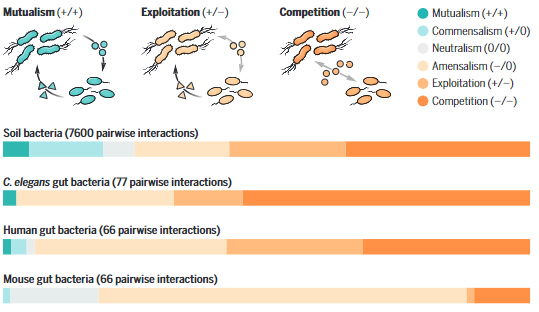 Mutualism (+/+)
Exploitation (+/−)
Competition (−/−)
Mutualism (+/+)
Commensalism (+/0)
Neutralism (0/0)
Amensalism (−/0)
Exploitation (+/−)
Competition (−/−)
Soil bacteria (7600 pairwise interactions)
C. elegans gut bacteria (77 pairwise interactions)
Human gut bacteria (66 pairwise interactions)
Mouse gut bacteria (66 pairwise interactions)